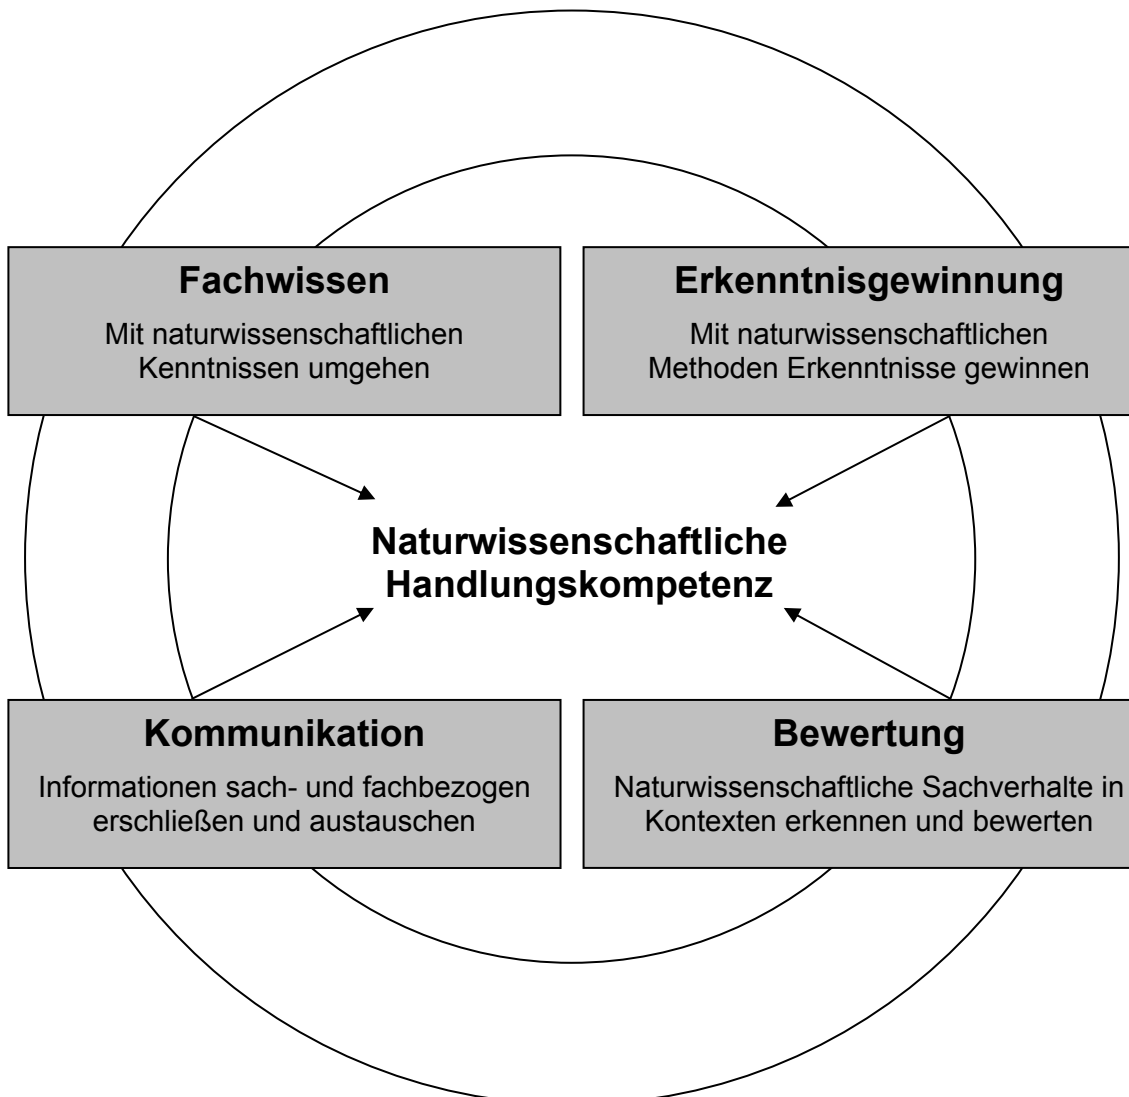 Fachwissen
Mit naturwissenschaftlichen
Kenntnissen umgehen
Erkenntnisgewinnung
Mit naturwissenschaftlichen
Methoden Erkenntnisse gewinnen
Naturwissenschaftliche
Handlungskompetenz
Kommunikation
Informationen sach- und fachbezogen
erschließen und austauschen
Bewertung
Naturwissenschaftliche Sachverhalte in
Kontexten erkennen und bewerten